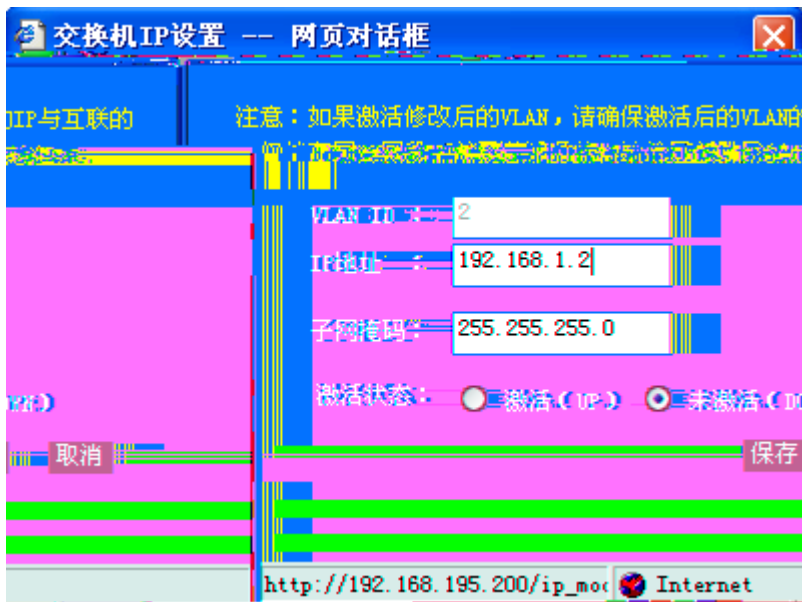 交换机IP设置 -- 网页对话框
IP与互联的
注意：如果激活修改后的VLAN，请确保激活后的VLAN的
VLAN ID : 2
IP地址 : 192.168.1.2
子网掩码： 255.255.255.0
激活状态： 激活(UP) 未激活(DO
取消
保存
http://192.168.195.200/ip_mod
Internet